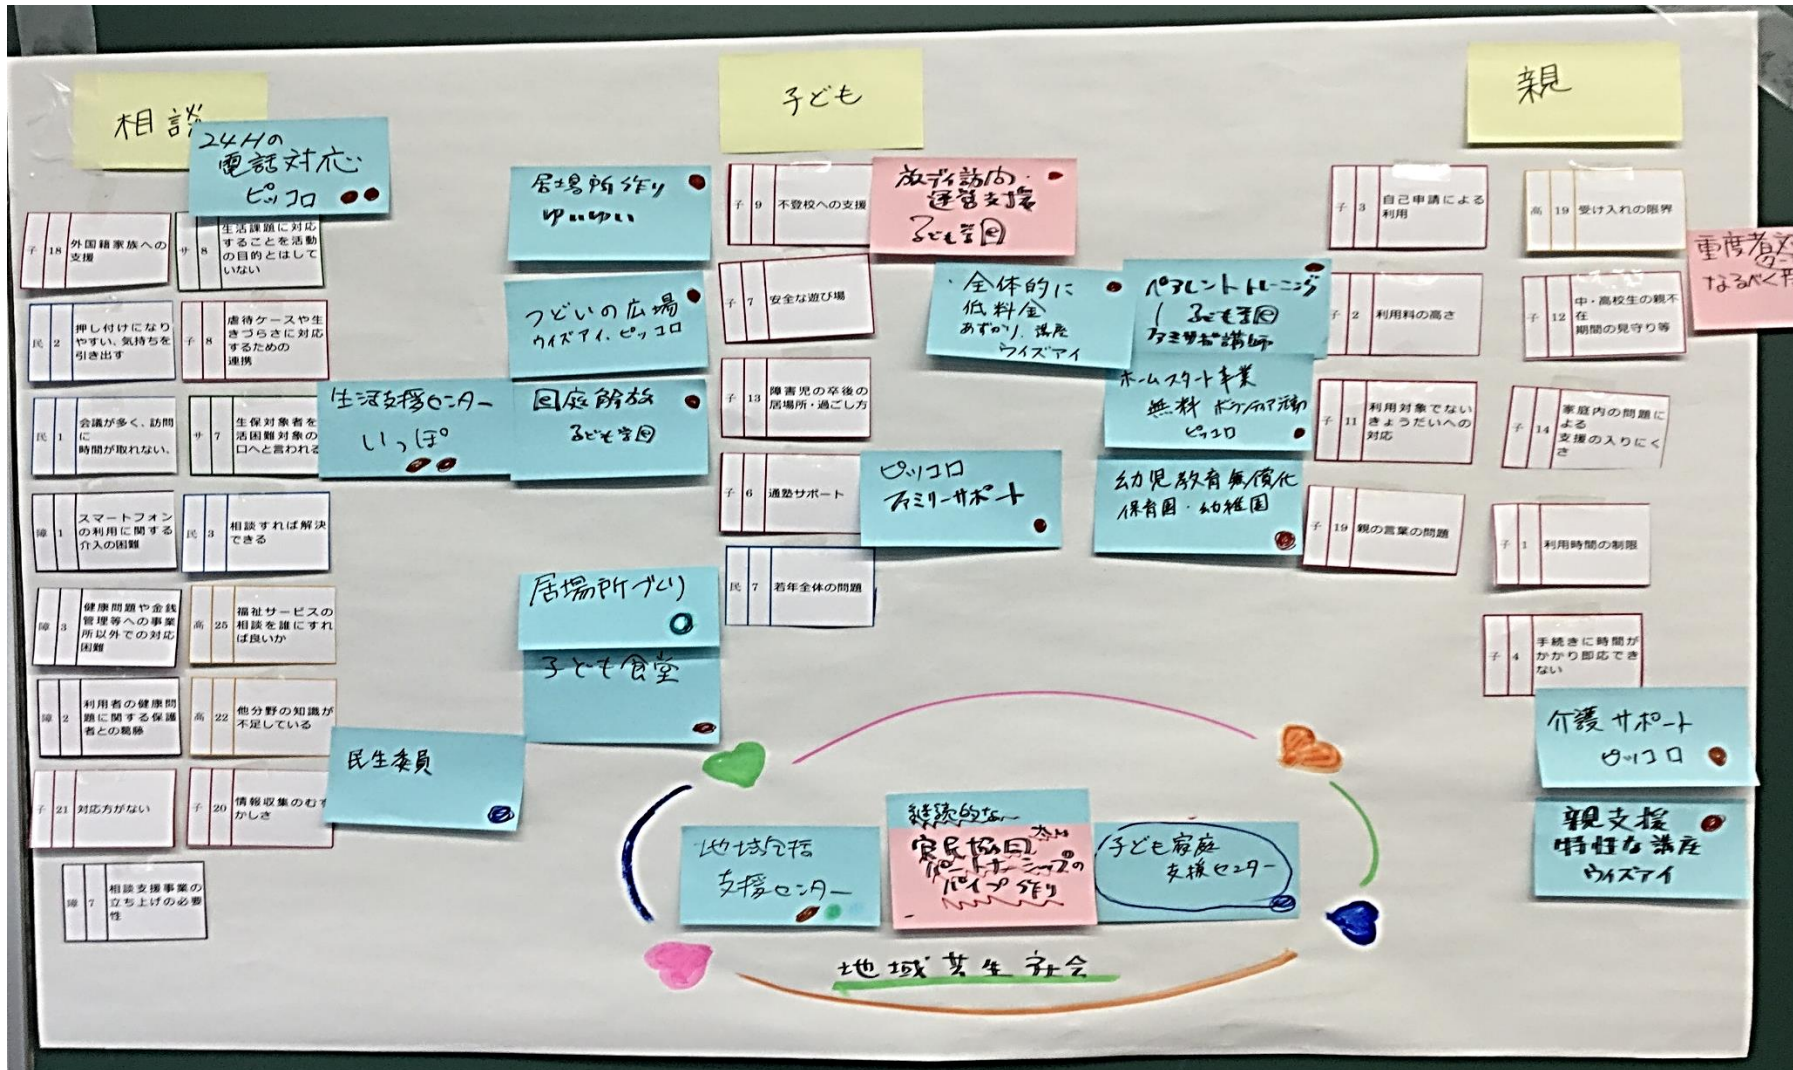 相談
24Hの
電話対応
ピッコロ
子 18 外国籍家族への
支援
サ 8 生活課題に対応
することを活動
の目的とはして
いない
民 2 押し付けになり
やすい、気持ちを
引き出す
子 8 虐待ケースや生
きづらさに対応
するための
連携
民 1 会議が多く、訪問
に
時間が取れない、
サ 7 生保対象者を
活困難対象の
口へと言われる
生活支援センター
いっぽ
障 1 スマートフォン
の利用に関する
介入の困難
民 3 相談すれば解決
できる
障 3 健康問題や金銭
管理等への事業
所以外での対応
困難
高 25 福祉サービスの
相談を誰にすれ
ば良いか
障 2 利用者の健康問
題に関する保護
者との葛藤
高 22 他分野の知識が
不足している
民生委員
子 21 対応方がない
子 20 情報収集のむず
かしさ
障 7 相談支援事業の
立ち上げの必要
性
子ども
居場所作り
ゆいゆい
つどいの広場
ウィズアイ、ピッコロ
園庭解放
子ども学園
居場所づくり
子ども食堂
子 9 不登校への支援
放デイ訪問・
運営支援
子ども学園
子 7 安全な遊び場
・全体的に
低料金
あずかり、講座
ウィズアイ
パアレントトレーニング
子ども学園
子 13 障害児の卒後の
居場所・過ごし方
ホームスタート事業
無料 ボランティア活動
ピッコロ
子 6 通塾サポート
ピッコロ
ファミリーサポート
幼児教育無償化
保育園・幼稚園
民 7 若年全体の問題
親
子 3 自己申請による
利用
高 19 受け入れの限界
重度者対
なるべく
子 2 利用料の高さ
子 12 中・高校生の親不
在
期間の見守り等
子 11 利用対象でない
きょうだいへの
対応
子 14 家庭内の問題に
よる
支援の入りにく
さ
子 19 親の言葉の問題
子 1 利用時間の制限
子 4 手続きに時間が
かかり即応でき
ない
介護サポート
ピッコロ
親支援
特性な講座
ウィズアイ
地域包括
支援センター
継続的な
官民協同
パートナーシップの
パイプ作り
子ども家庭
支援センター
地域共生社会